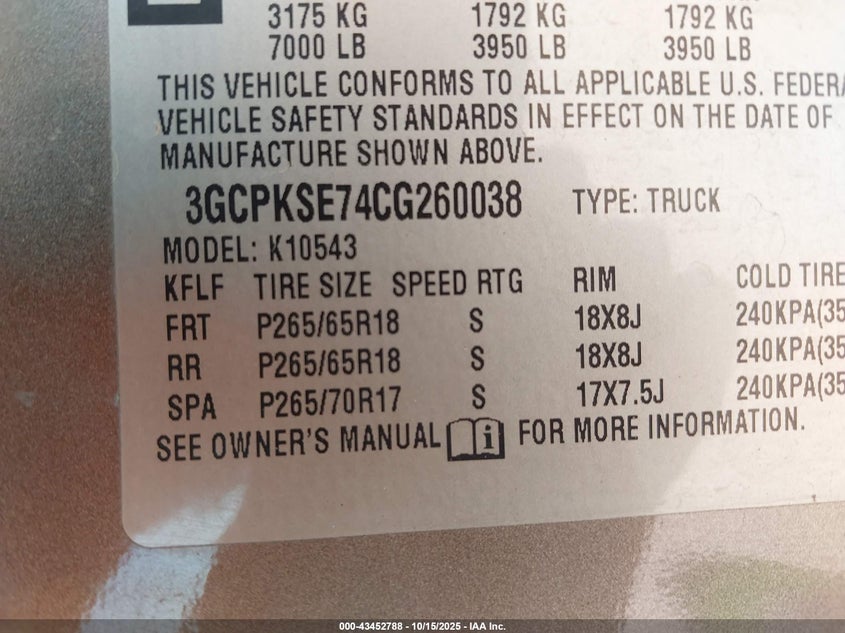 3175 KG 1792 KG 1792 KG
7000 LB 3950 LB 3950 LB
THIS VEHICLE CONFORMS TO ALL APPLICABLE U.S. FEDERA
VEHICLE SAFETY STANDARDS IN EFFECT ON THE DATE OF
MANUFACTURE SHOWN ABOVE.
3GCPKSE74CG260038 TYPE: TRUCK
MODEL: K10543
KFLF TIRE SIZE SPEED RTG RIM COLD TIRE
FRT P265/65R18 S 18X8J 240KPA(35
RR P265/65R18 S 18X8J 240KPA(35
SPA P265/70R17 S 17X7.5J 240KPA(35
SEE OWNER'S MANUAL i FOR MORE INFORMATION.
000-43452788 - 10/15/2025 - IAA Inc.